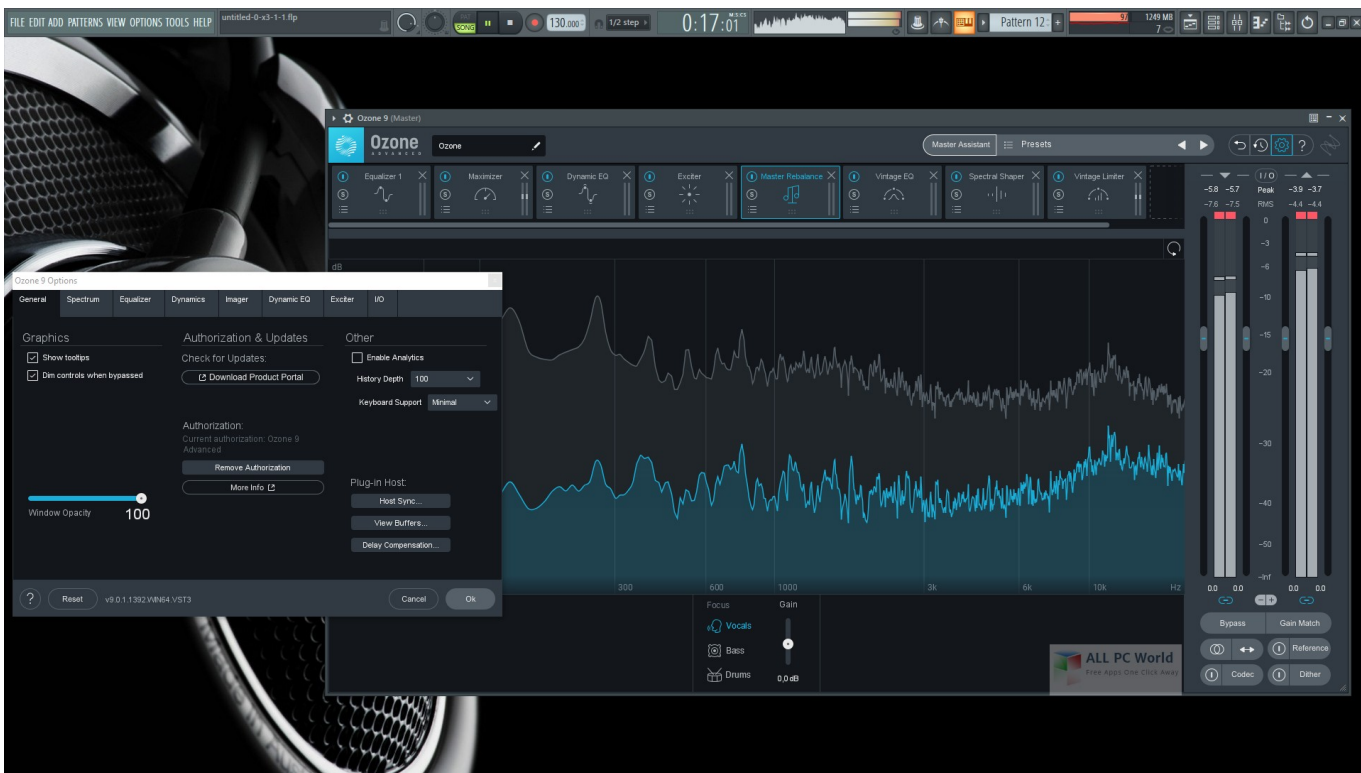 FILE EDIT ADD PATTERNS VIEW OPTIONS TOOLS HELP
untitled-0-x3-1-1.flp
SONG
130.000
1/2 step
M:S:CS
0:17:01
Pattern 12
1249 MB
7
Ozone 9 (Master)
Ozone
ADVANCED
Ozone
Master Assistant
Presets
Equalizer 1
Maximizer
Dynamic EQ
Exciter
Master Rebalance
Vintage EQ
Spectral Shaper
Vintage Limiter
S S S S S S S S
I/O
-5.8 -5.7 Peak -3.9 -3.7
-7.6 -7.5 RMS -4.4 -4.4
0
-3
-6
-10
-15
-20
-30
-40
-50
-Inf
0.0 0.0 0.0 0.0
dB
Ozone 9 Options
General Spectrum Equalizer Dynamics Imager Dynamic EQ Exciter I/O
Graphics
Show tooltips
Dim controls when bypassed
Window Opacity 100
Authorization & Updates
Check for Updates:
Download Product Portal
Authorization:
Current authorization: Ozone 9
Advanced
Remove Authorization
More Info
Other
Enable Analytics
History Depth 100
Keyboard Support Minimal
Plug-in Host:
Host Sync...
View Buffers...
Delay Compensation...
? Reset v9.0.1.1392.WIN64.VST3
Cancel Ok
300 600 1000 3k 6k 10k Hz
Focus Gain
Vocals
Bass
Drums
0,0 dB
Bypass Gain Match
Reference
Codec Dither
ALL PC World
Free Apps One Click Away